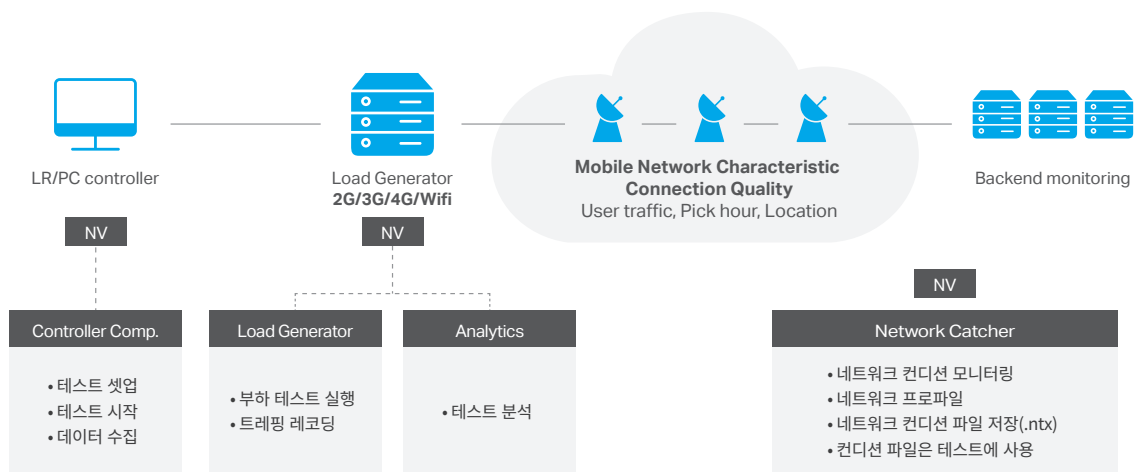 LR/PC controller
Load Generator
2G/3G/4G/Wifi
Mobile Network Characteristic
Connection Quality
User traffic, Pick hour, Location
Backend monitoring
NV
NV
NV
Controller Comp.
• 테스트 셋업
• 테스트 시작
• 데이터 수집
Load Generator
• 부하 테스트 실행
• 트레핑 레코딩
Analytics
• 테스트 분석
Network Catcher
• 네트워크 컨디션 모니터링
• 네트워크 프로파일
• 네트워크 컨디션 파일 저장(.ntx)
• 컨디션 파일은 테스트에 사용